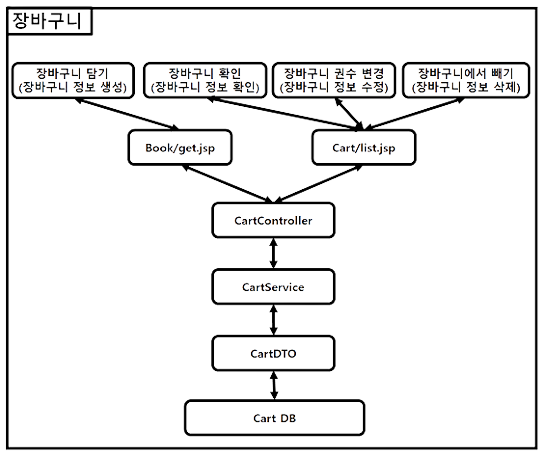 장바구니
장바구니 담기
(장바구니 정보 생성)
장바구니 확인
(장바구니 정보 확인)
장바구니 권수 변경
(장바구니 정보 수정)
장바구니에서 빼기
(장바구니 정보 삭제)
Book/get.jsp
Cart/list.jsp
CartController
CartService
CartDTO
Cart DB